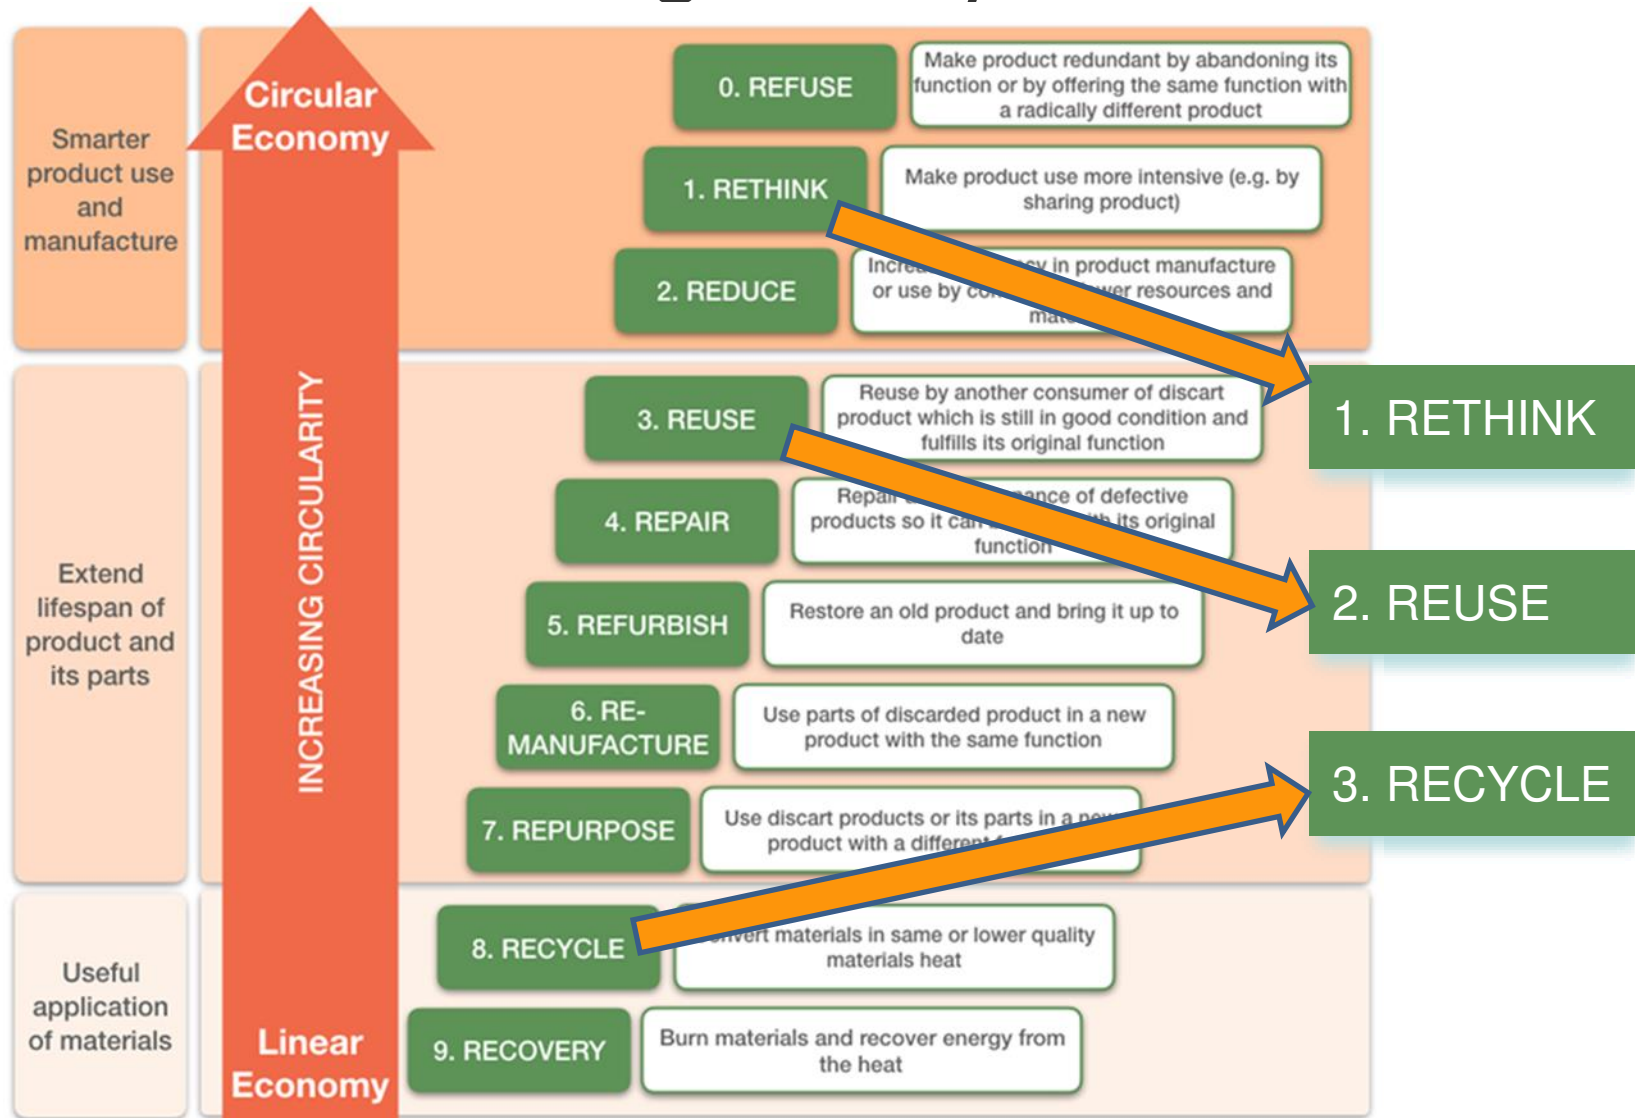 Smarter
product use
and
manufacture
Circular
Economy
0. REFUSE
Make product redundant by abandoning its
function or by offering the same function with
a radically different product
1. RETHINK
Make product use more intensive (e.g. by
sharing product)
2. REDUCE
in product manufacture
or use by resources and
Extend
lifespan of
product and
its parts
INCREASING CIRCULARITY
3. REUSE
Reuse by another consumer of discart
product which is still in good condition and
fulfills its original function
4. REPAIR
Repair of defective
products so it can its original
function
5. REFURBISH
Restore an old product and bring it up to
date
6. RE-
MANUFACTURE
Use parts of discarded product in a new
product with the same function
7. REPURPOSE
Use discart products or its parts in a new
product with a different
Useful
application
of materials
8. RECYCLE
materials in same or lower quality
materials heat
9. RECOVERY
Burn materials and recover energy from
the heat
Linear
Economy
1. RETHINK
2. REUSE
3. RECYCLE